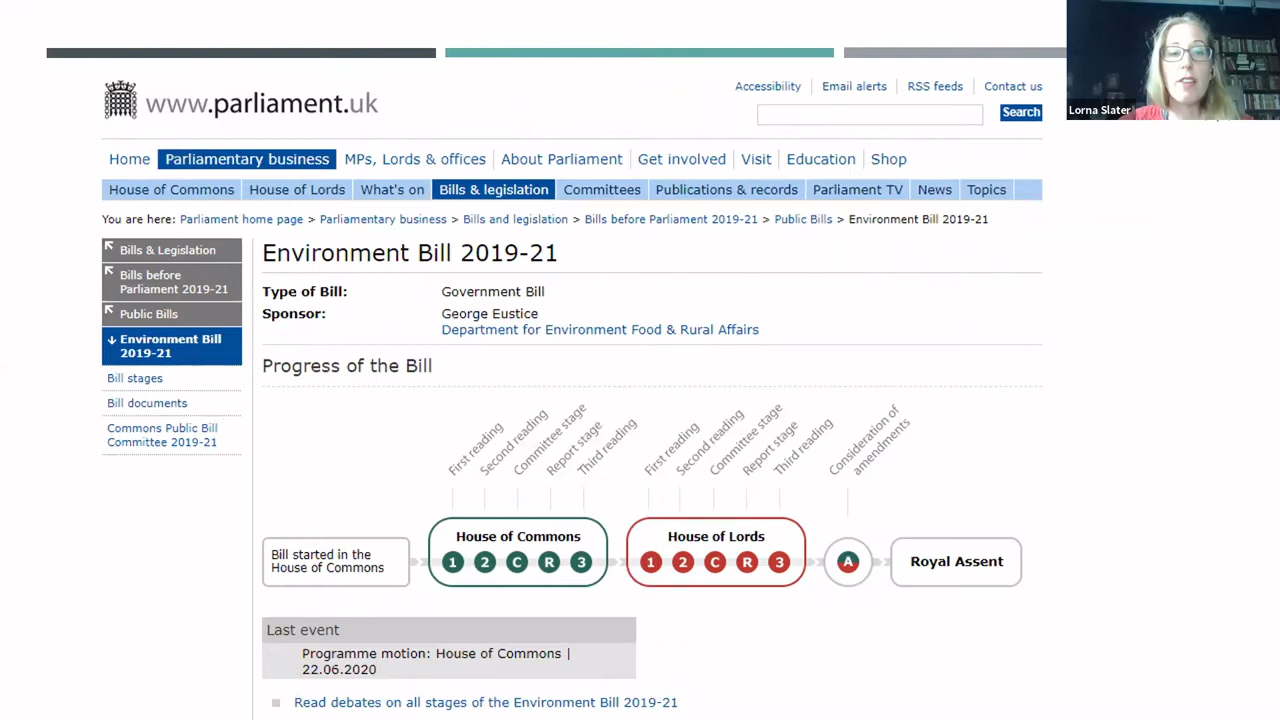 Lorna Slater
www.parliament.uk
Accessibility
Email alerts
RSS feeds
Contact us
Search
Home
Parliamentary business
MPs, Lords & offices
About Parliament
Get involved
Visit
Education
Shop
House of Commons
House of Lords
What's on
Bills & legislation
Committees
Publications & records
Parliament TV
News
Topics
You are here: Parliament home page > Parliamentary business > Bills and legislation > Bills before Parliament 2019-21 > Public Bills > Environment Bill 2019-21
Bills & Legislation
Bills before
Parliament 2019-21
Public Bills
Environment Bill
2019-21
Bill stages
Bill documents
Commons Public Bill
Committee 2019-21
Environment Bill 2019-21
Type of Bill: Government Bill
Sponsor: George Eustice
Department for Environment Food & Rural Affairs
Progress of the Bill
First reading
Second reading
Committee stage
Report stage
Third reading
First reading
Second reading
Committee stage
Report stage
Third reading
Consideration of
amendments
Bill started in the
House of Commons
House of Commons
1 2 C R 3
House of Lords
1 2 C R 3
A
Royal Assent
Last event
Programme motion: House of Commons |
22.06.2020
Read debates on all stages of the Environment Bill 2019-21